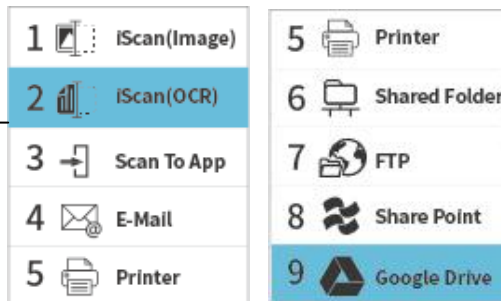 1 iScan(Image)
2 iScan(OCR)
3 Scan To App
4 E-Mail
5 Printer
5 Printer
6 Shared Folder
7 FTP
8 Share Point
9 Google Drive